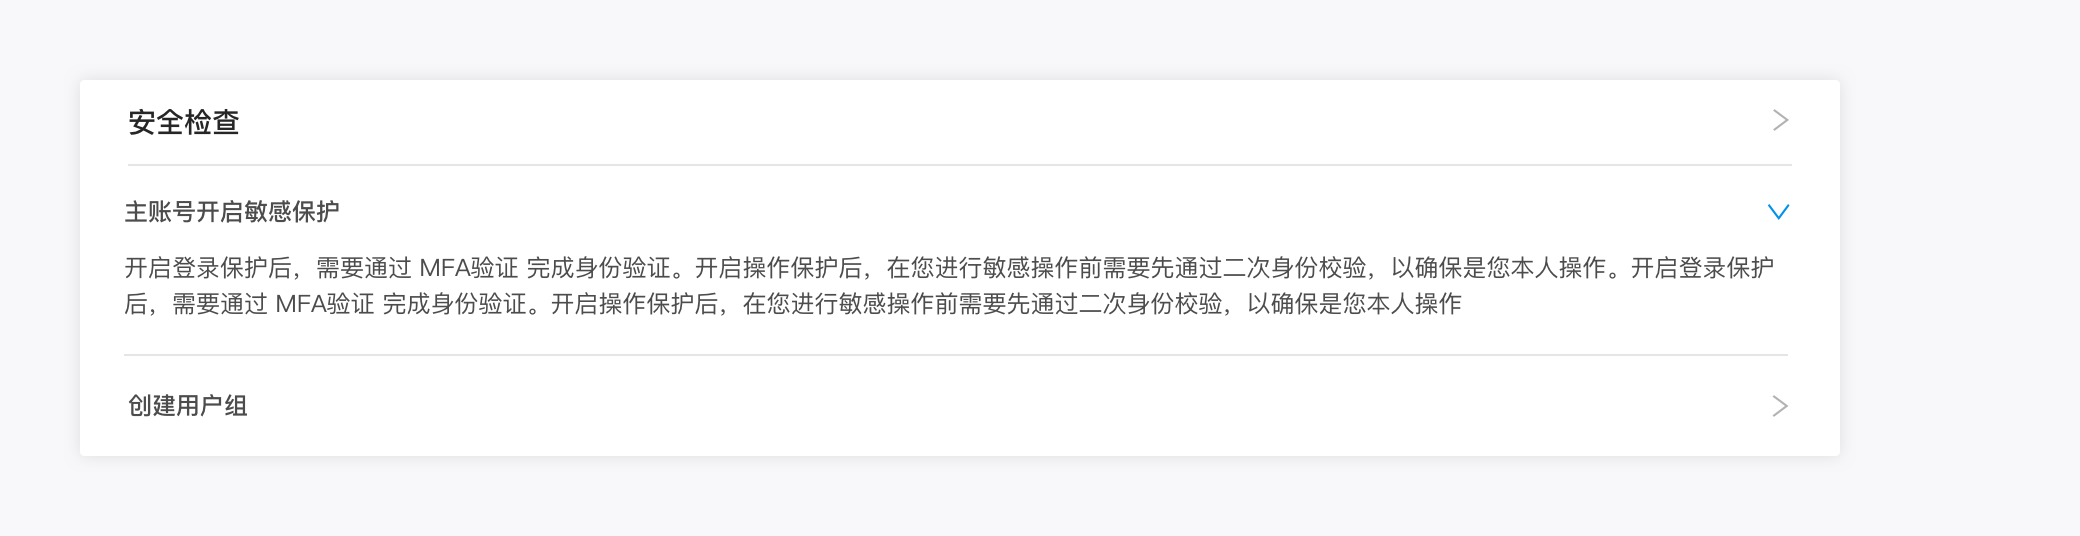 安全检查
主账号开启敏感保护
开启登录保护后，需要通过 MFA验证 完成身份验证。开启操作保护后，在您进行敏感操作前需要先通过二次身份校验，以确保是您本人操作。开启登录保护
后，需要通过 MFA验证 完成身份验证。开启操作保护后，在您进行敏感操作前需要先通过二次身份校验，以确保是您本人操作
创建用户组